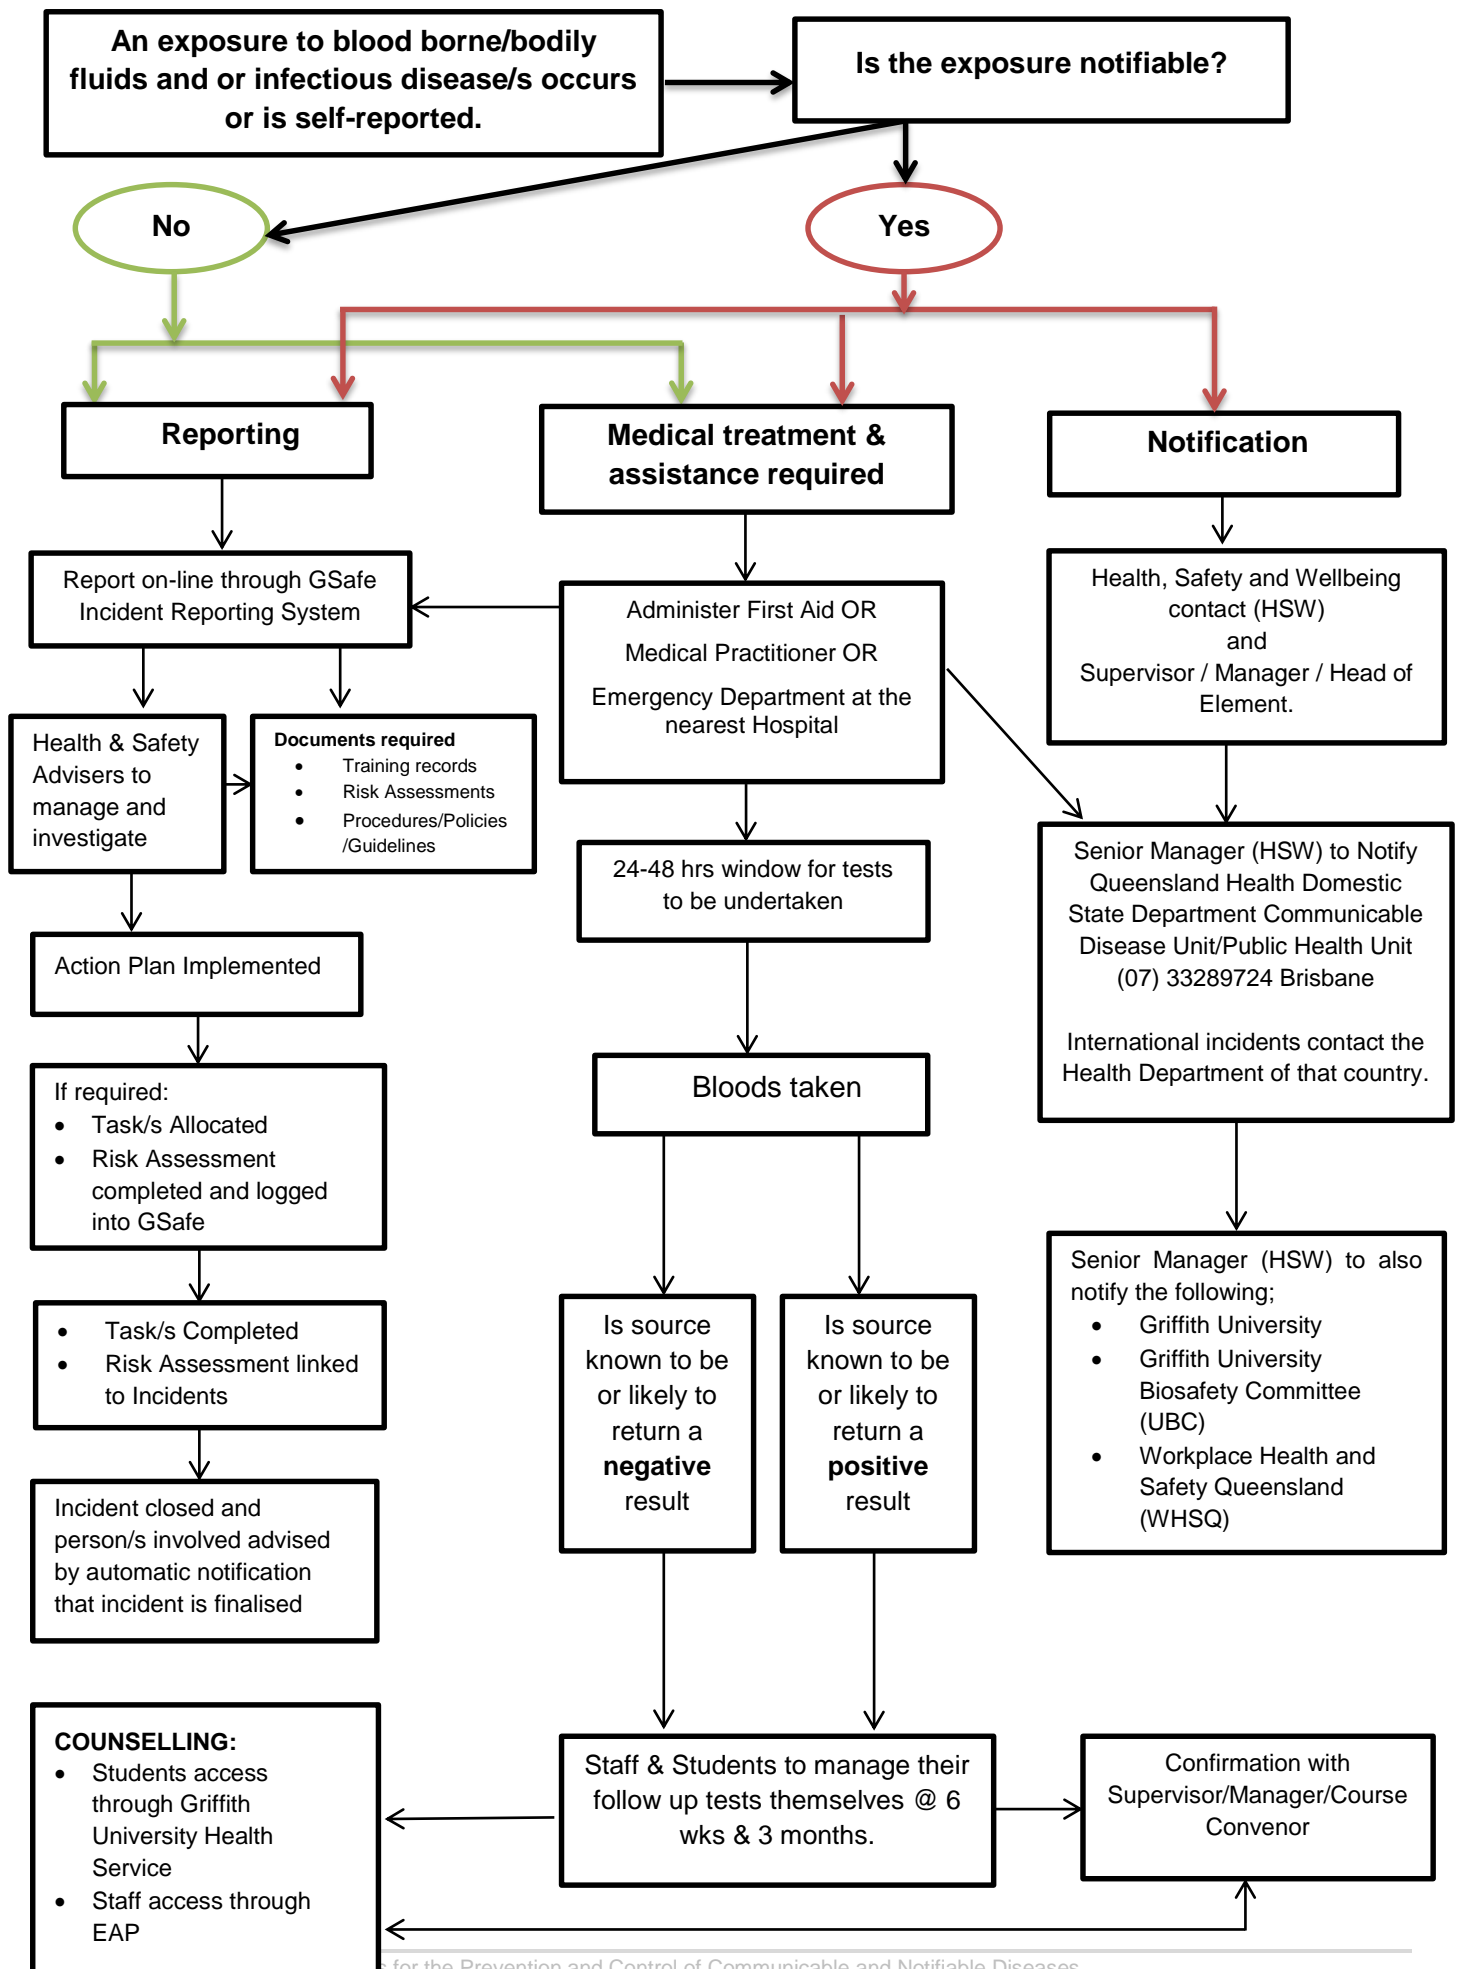 An exposure to blood borne/bodily
fluids and or infectious disease/s occurs
or is self-reported.
Is the exposure notifiable?
No
Yes
Reporting
Medical treatment &
assistance required
Notification
Report on-line through GSafe
Incident Reporting System
Administer First Aid OR
Medical Practitioner OR
Emergency Department at the
nearest Hospital
Health, Safety and Wellbeing
contact (HSW)
and
Supervisor / Manager / Head of
Element.
Health & Safety
Advisers to
manage and
investigate
Documents required
• Training records
• Risk Assessments
• Procedures/Policies
/Guidelines
24-48 hrs window for tests
to be undertaken
Senior Manager (HSW) to Notify
Queensland Health Domestic
State Department Communicable
Disease Unit/Public Health Unit
(07) 33289724 Brisbane
International incidents contact the
Health Department of that country.
Action Plan Implemented
Bloods taken
If required:
• Task/s Allocated
• Risk Assessment
completed and logged
into GSafe
Senior Manager (HSW) to also
notify the following;
• Griffith University
• Griffith University
Biosafety Committee
(UBC)
• Workplace Health and
Safety Queensland
(WHSQ)
• Task/s Completed
• Risk Assessment linked
to Incidents
Is source
known to be
or likely to
return a
negative
result
Is source
known to be
or likely to
return a
positive
result
Incident closed and
person/s involved advised
by automatic notification
that incident is finalised
COUNSELLING:
• Students access
through Griffith
University Health
Service
• Staff access through
EAP
Staff & Students to manage their
follow up tests themselves @ 6
wks & 3 months.
Confirmation with
Supervisor/Manager/Course
Convenor
for the Prevention and Control of Communicable and Notifiable Diseases